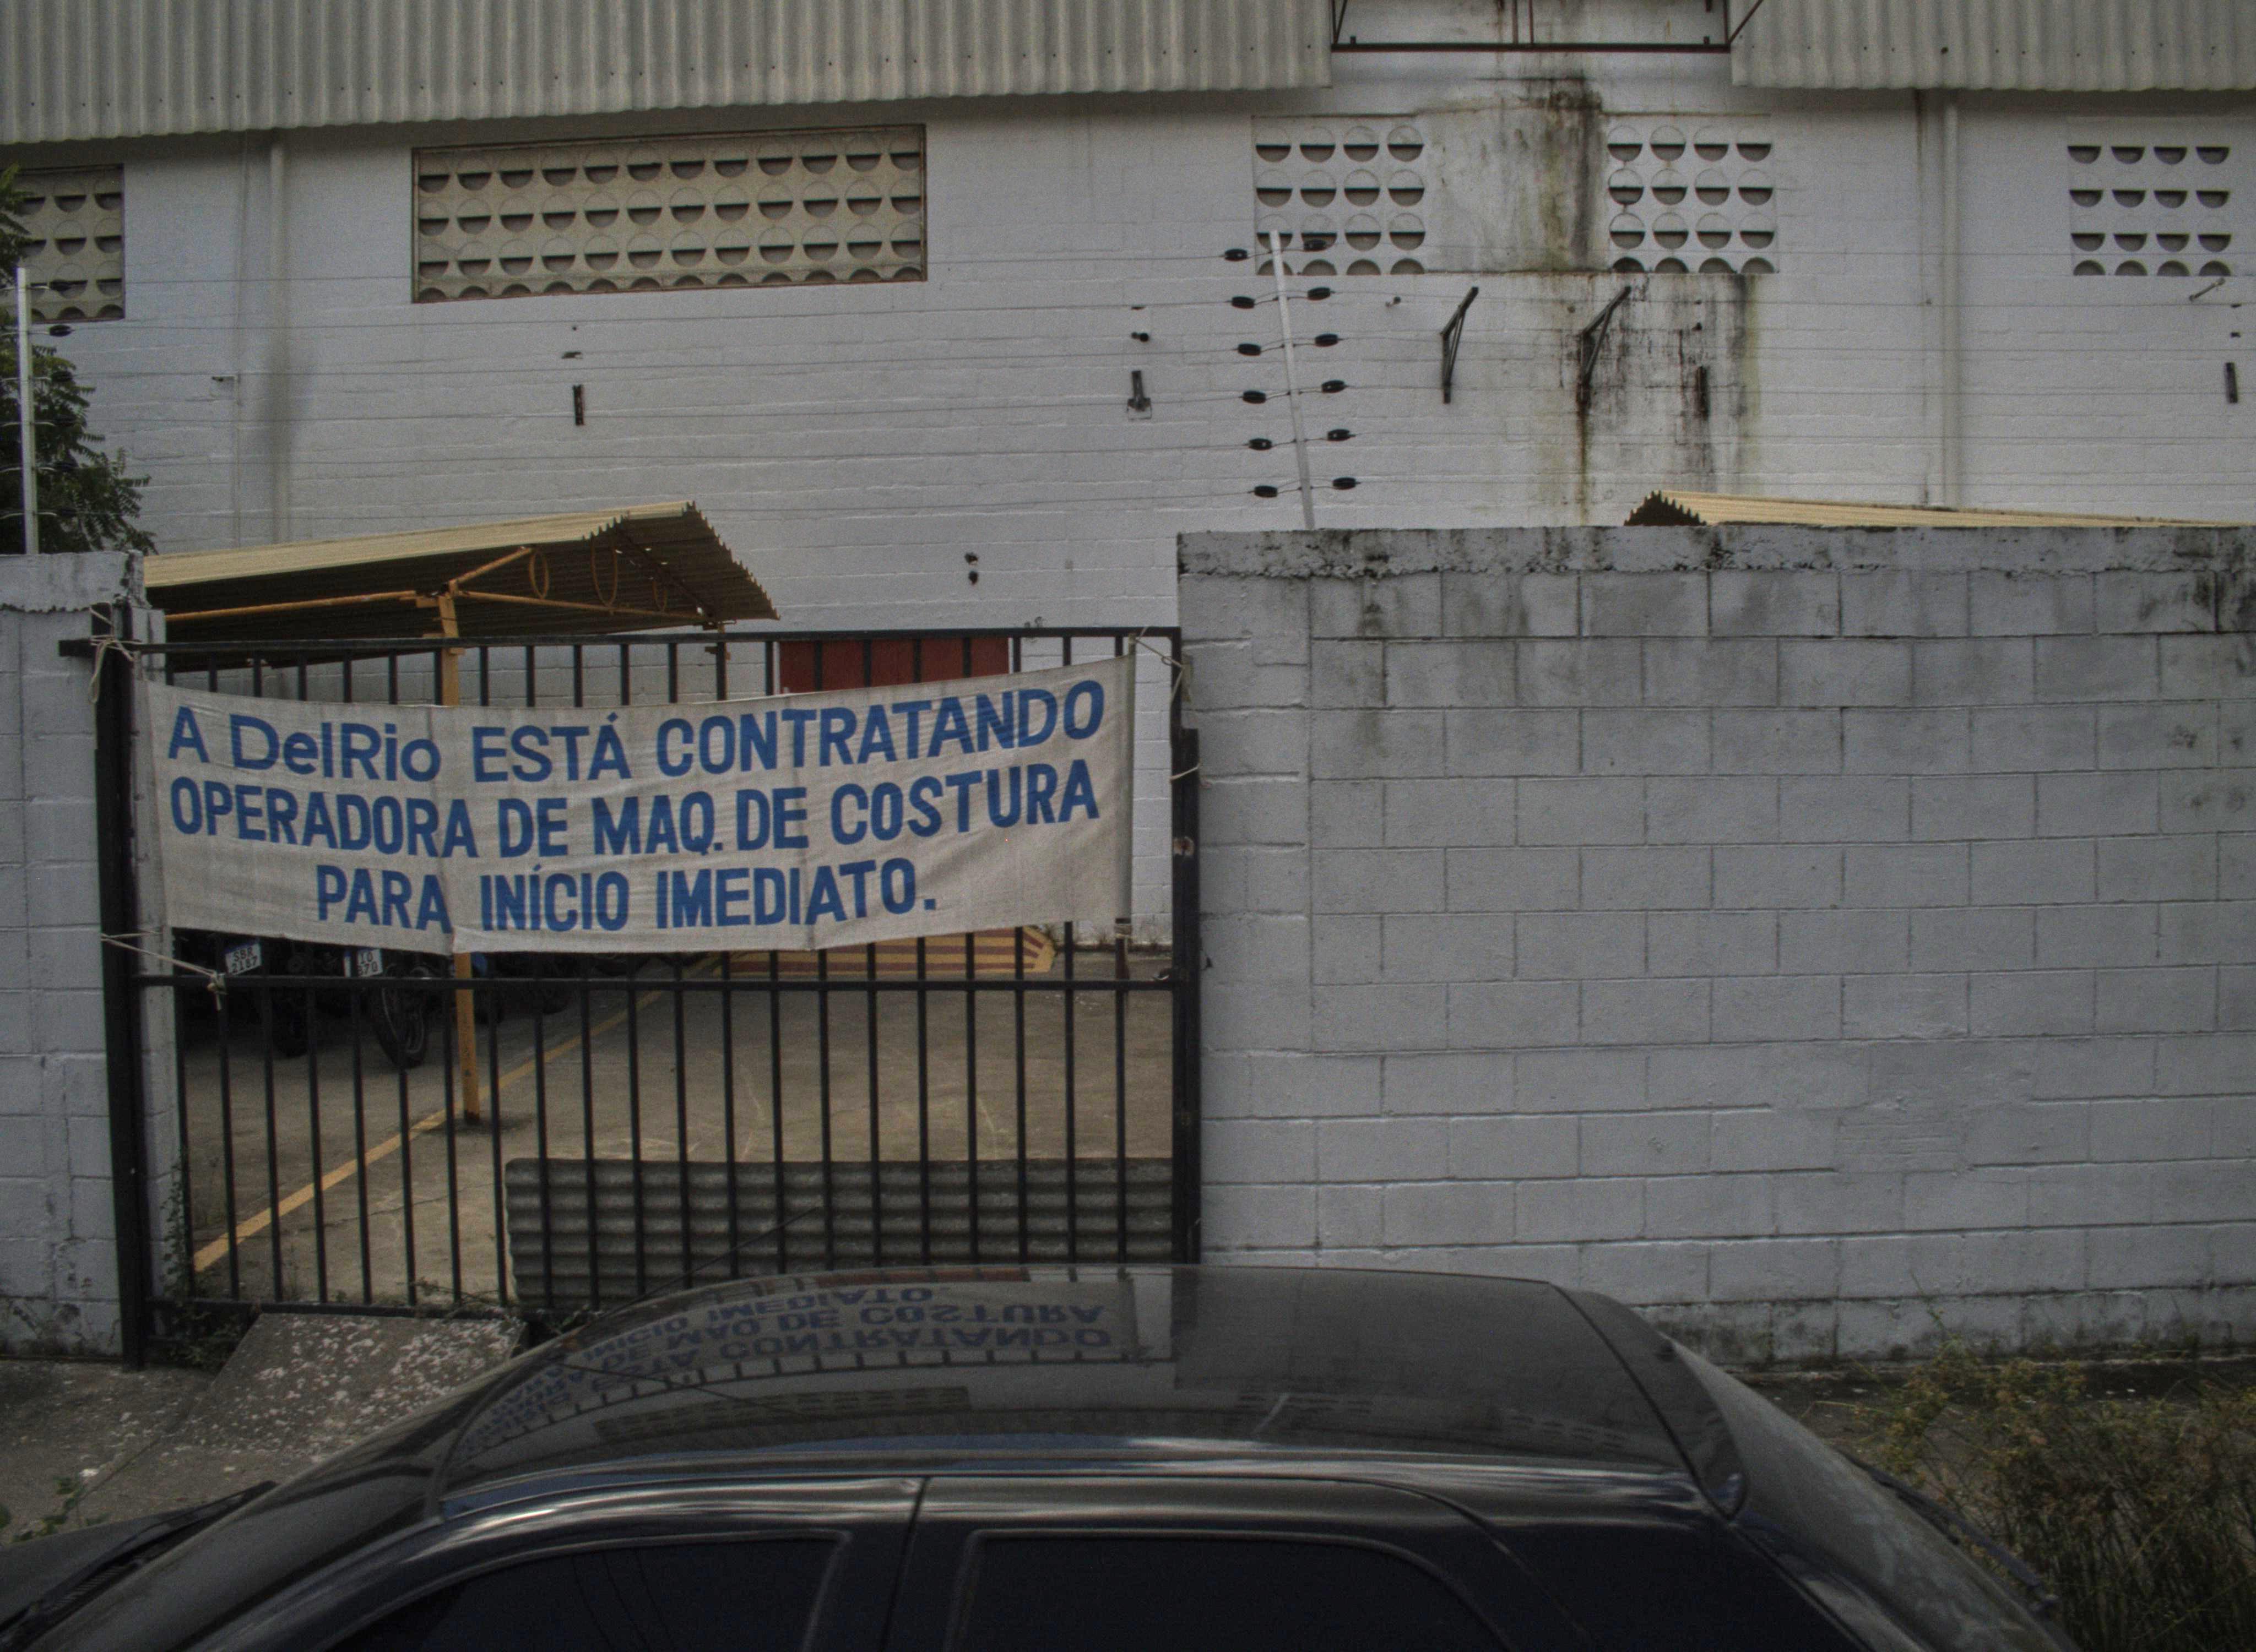 A DelRio ESTÁ CONTRATANDO
OPERADORA DE MAQ. DE COSTURA
PARA INÍCIO IMEDIATO.